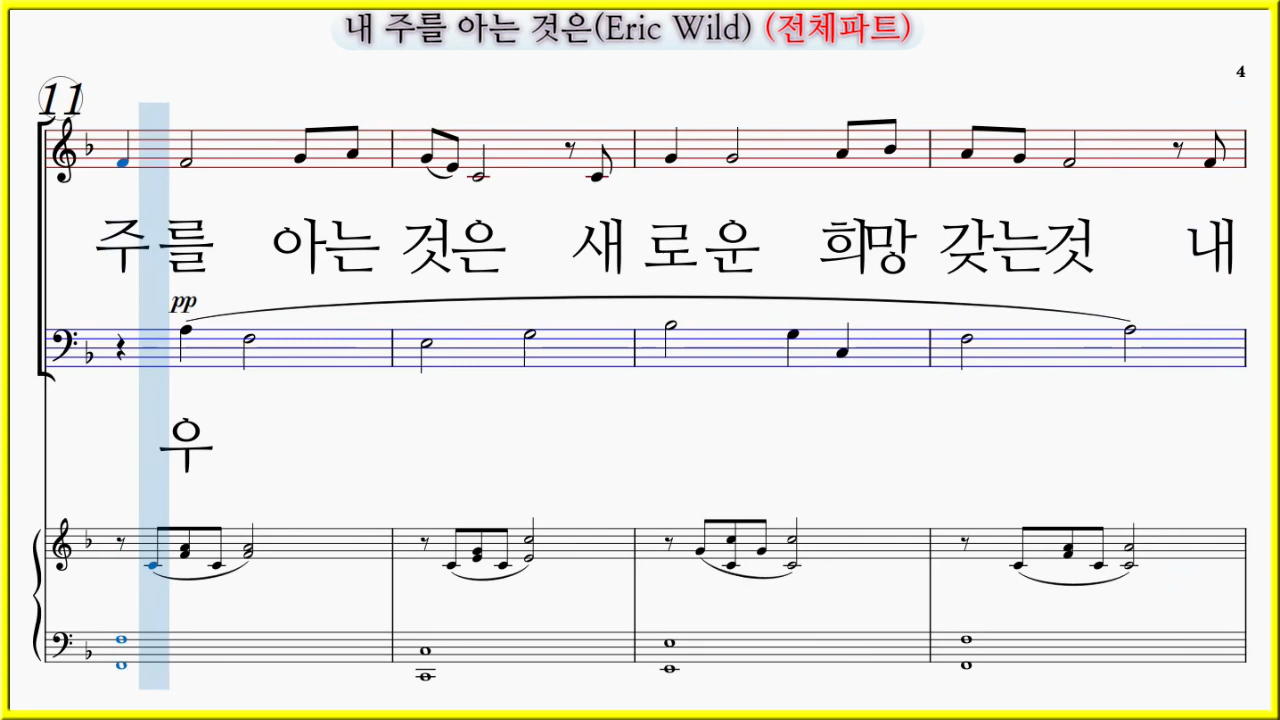 내 주를 아는 것은(Eric Wild) (전체파트)
4
11
주를 아는 것은 새 로운 희망 갖는것 내
pp
우